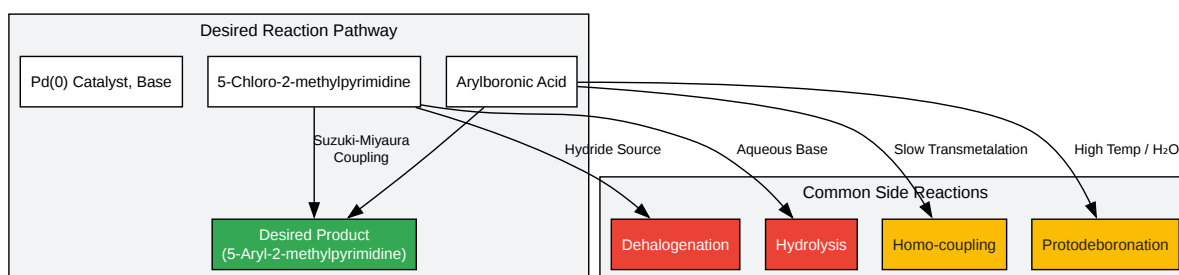 Desired Reaction Pathway
Pd(0) Catalyst, Base
5-Chloro-2-methylpyrimidine
Arylboronic Acid
Suzuki-Miyaura
Coupling
Hydride Source
Aqueous Base
Slow Transmetalation
High Temp / H₂O
Common Side Reactions
Desired Product
(5-Aryl-2-methylpyrimidine)
Dehalogenation
Hydrolysis
Homo-coupling
Protodeboronation